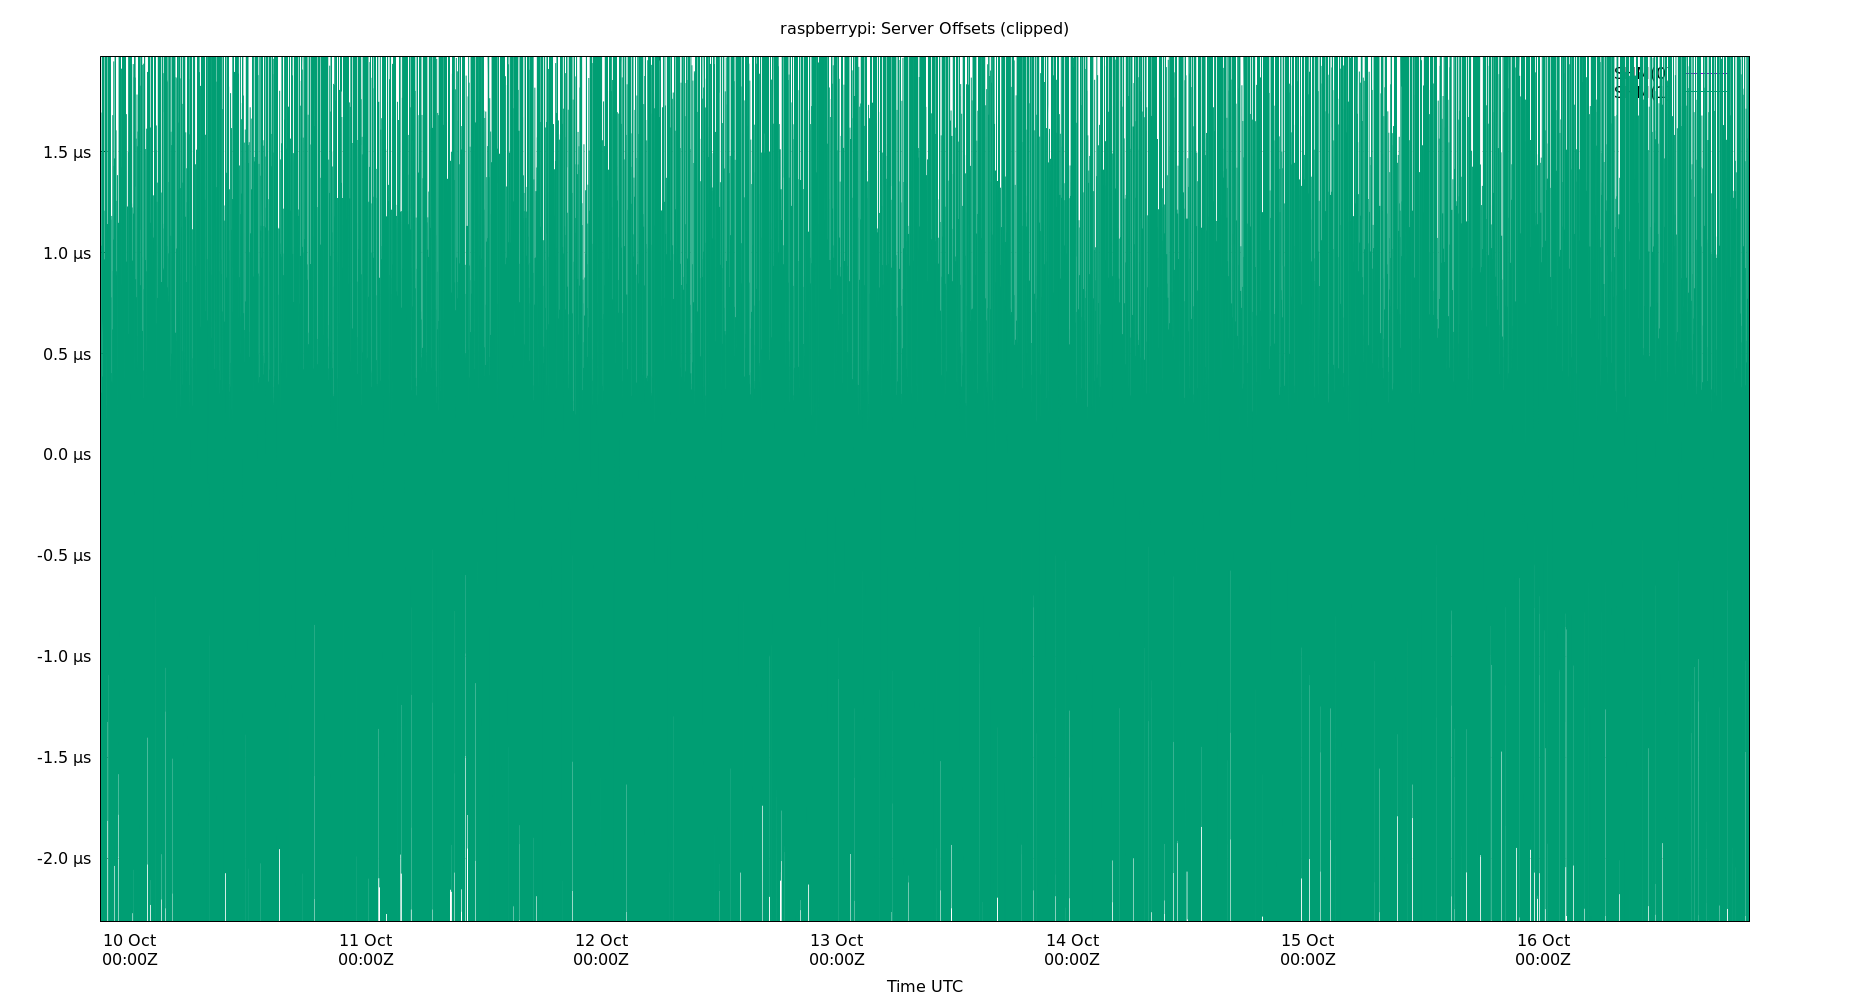 raspberrypi: Server Offsets (clipped)
1.5 µs
1.0 µs
0.5 µs
0.0 µs
-0.5 µs
-1.0 µs
-1.5 µs
-2.0 µs
10 Oct 11 Oct 12 Oct 13 Oct 14 Oct 15 Oct 16 Oct
00:00Z 00:00Z 00:00Z 00:00Z 00:00Z 00:00Z 00:00Z
Time UTC